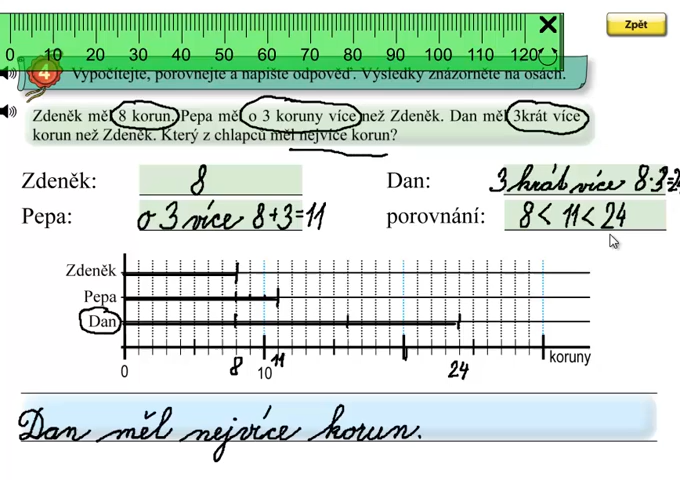 Zpět
0 10 20 30 40 50 60 70 80 90 100 110 120
4 Vypočítejte, porovnejte a napište odpověď. Výsledky znázorněte na osách.
Zdeněk měl 8 korun. Pepa měl o 3 koruny více než Zdeněk. Dan měl 3krát více
korun než Zdeněk. Který z chlapců měl nejvíce korun?
Zdeněk: 8 Dan: 3 krát více 8·3=24
Pepa: o 3 více 8+3=11 porovnání: 8 < 11 < 24
Zdeněk
Pepa
Dan
0 8 10 11 24 koruny
Dan měl nejvíce korun.